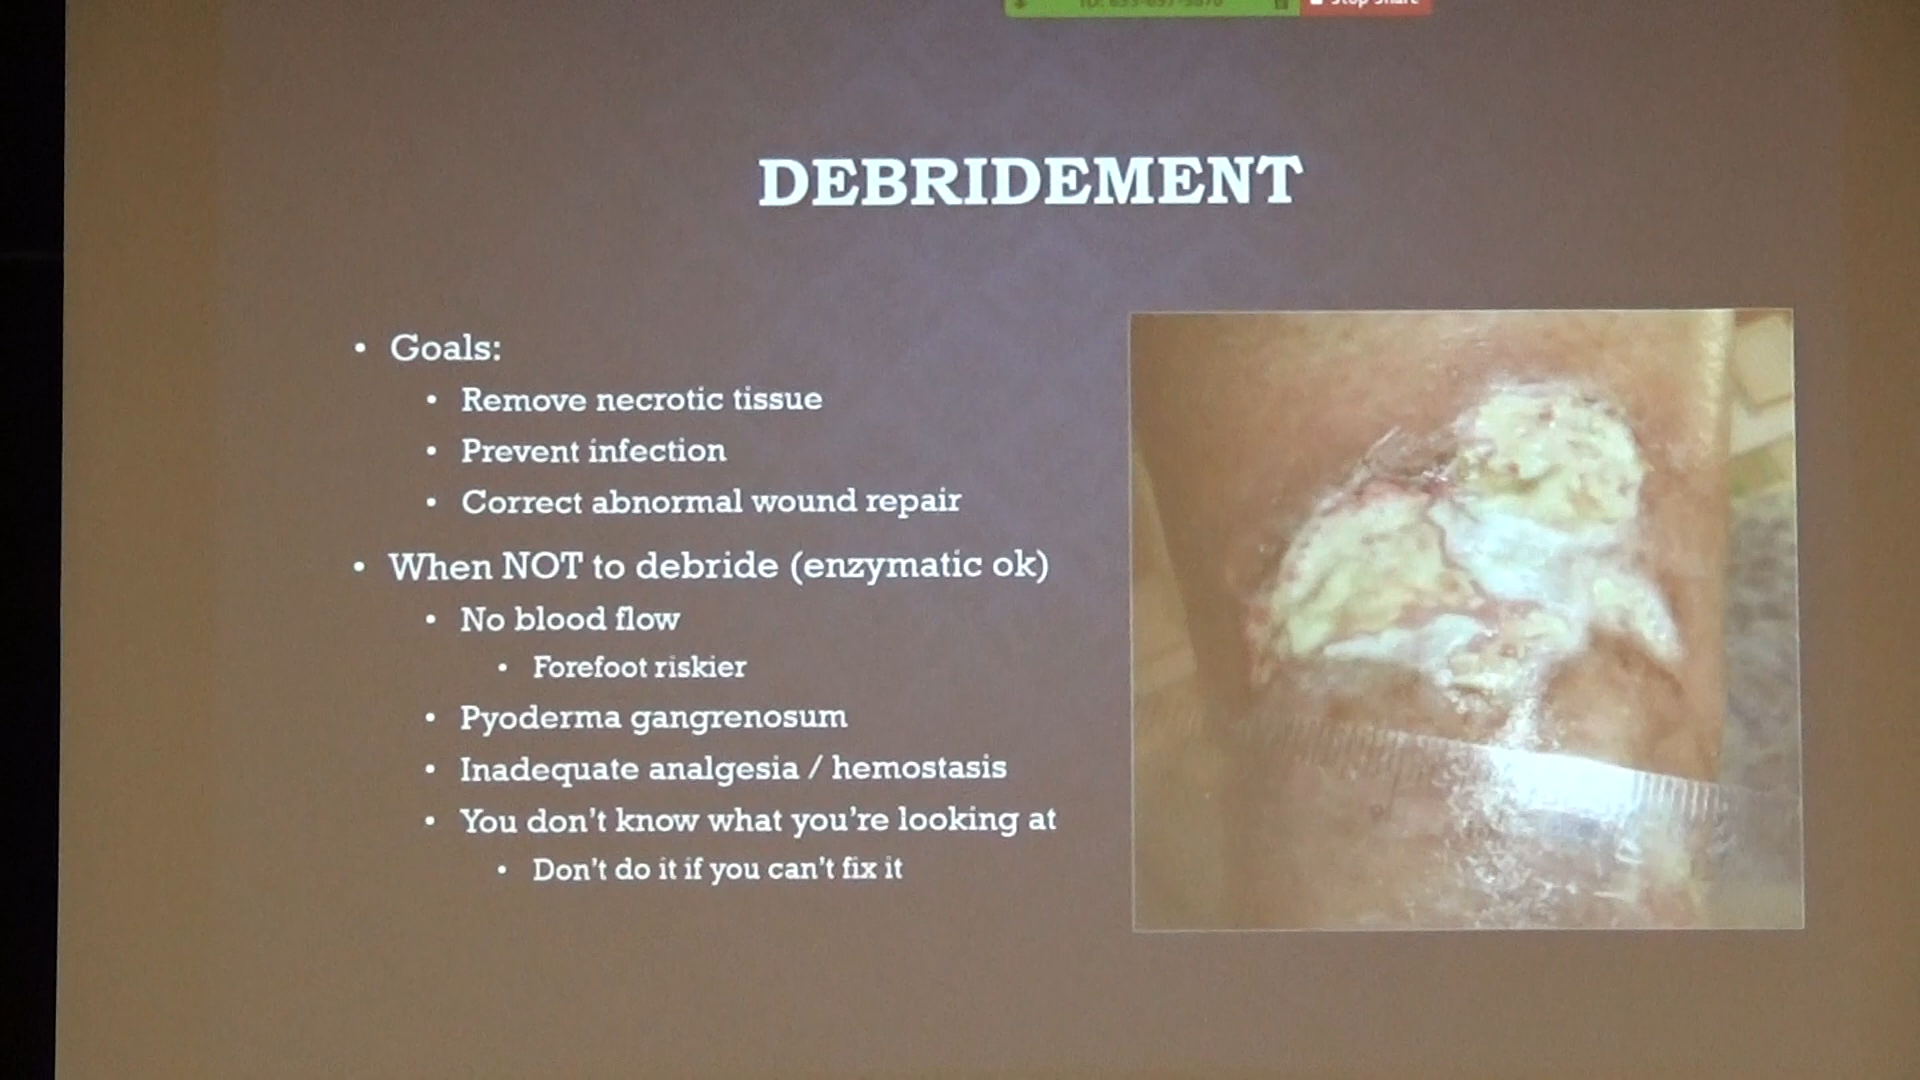 Stop Share
DEBRIDEMENT
• Goals:
• Remove necrotic tissue
• Prevent infection
• Correct abnormal wound repair
• When NOT to debride (enzymatic ok)
• No blood flow
• Forefoot riskier
• Pyoderma gangrenosum
• Inadequate analgesia / hemostasis
• You don't know what you're looking at
• Don't do it if you can't fix it